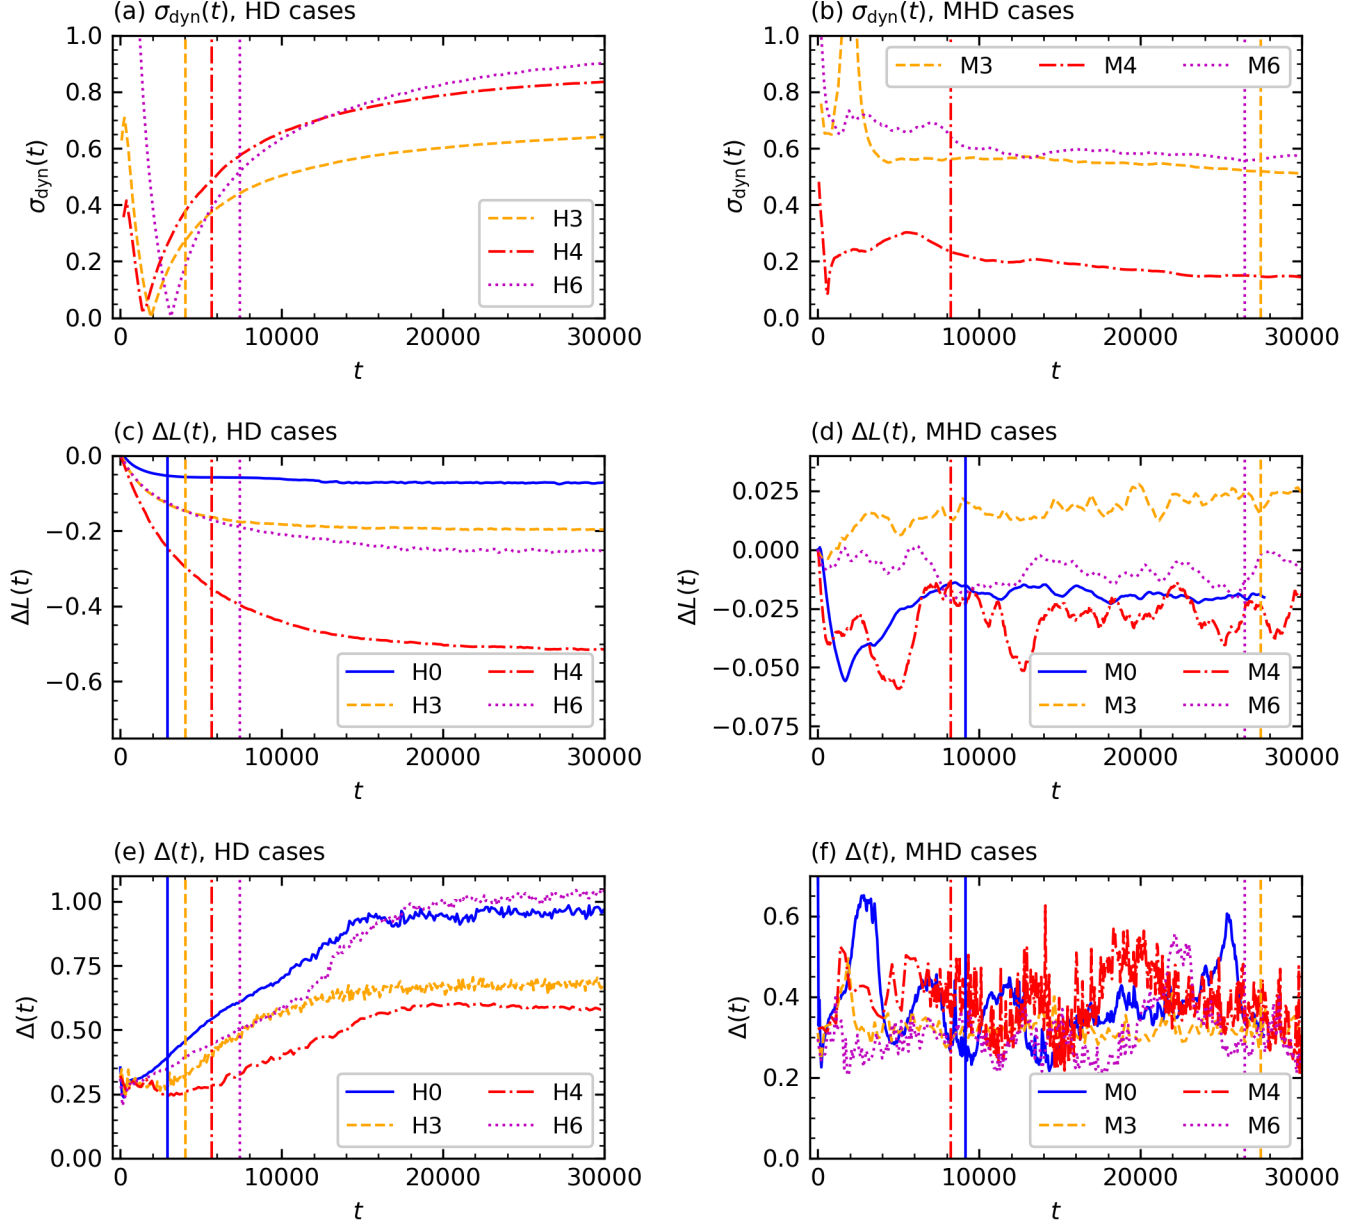 (a) σdyn(t), HD cases
σdyn(t)
1.0
0.8
0.6
0.4
0.2
0.0
H3
H4
H6
0 10000 20000 30000
t
(b) σdyn(t), MHD cases
σdyn(t)
1.0
0.8
0.6
0.4
0.2
0.0
M3 M4 M6
0 10000 20000 30000
t
(c) ΔL(t), HD cases
ΔL(t)
0.0
−0.2
−0.4
−0.6
H0 H4
H3 H6
0 10000 20000 30000
t
(d) ΔL(t), MHD cases
ΔL(t)
0.025
0.000
−0.025
−0.050
−0.075
M0 M4
M3 M6
0 10000 20000 30000
t
(e) Δ(t), HD cases
Δ(t)
1.00
0.75
0.50
0.25
0.00
H0 H4
H3 H6
0 10000 20000 30000
t
(f) Δ(t), MHD cases
Δ(t)
0.6
0.4
0.2
0.0
M0 M4
M3 M6
0 10000 20000 30000
t